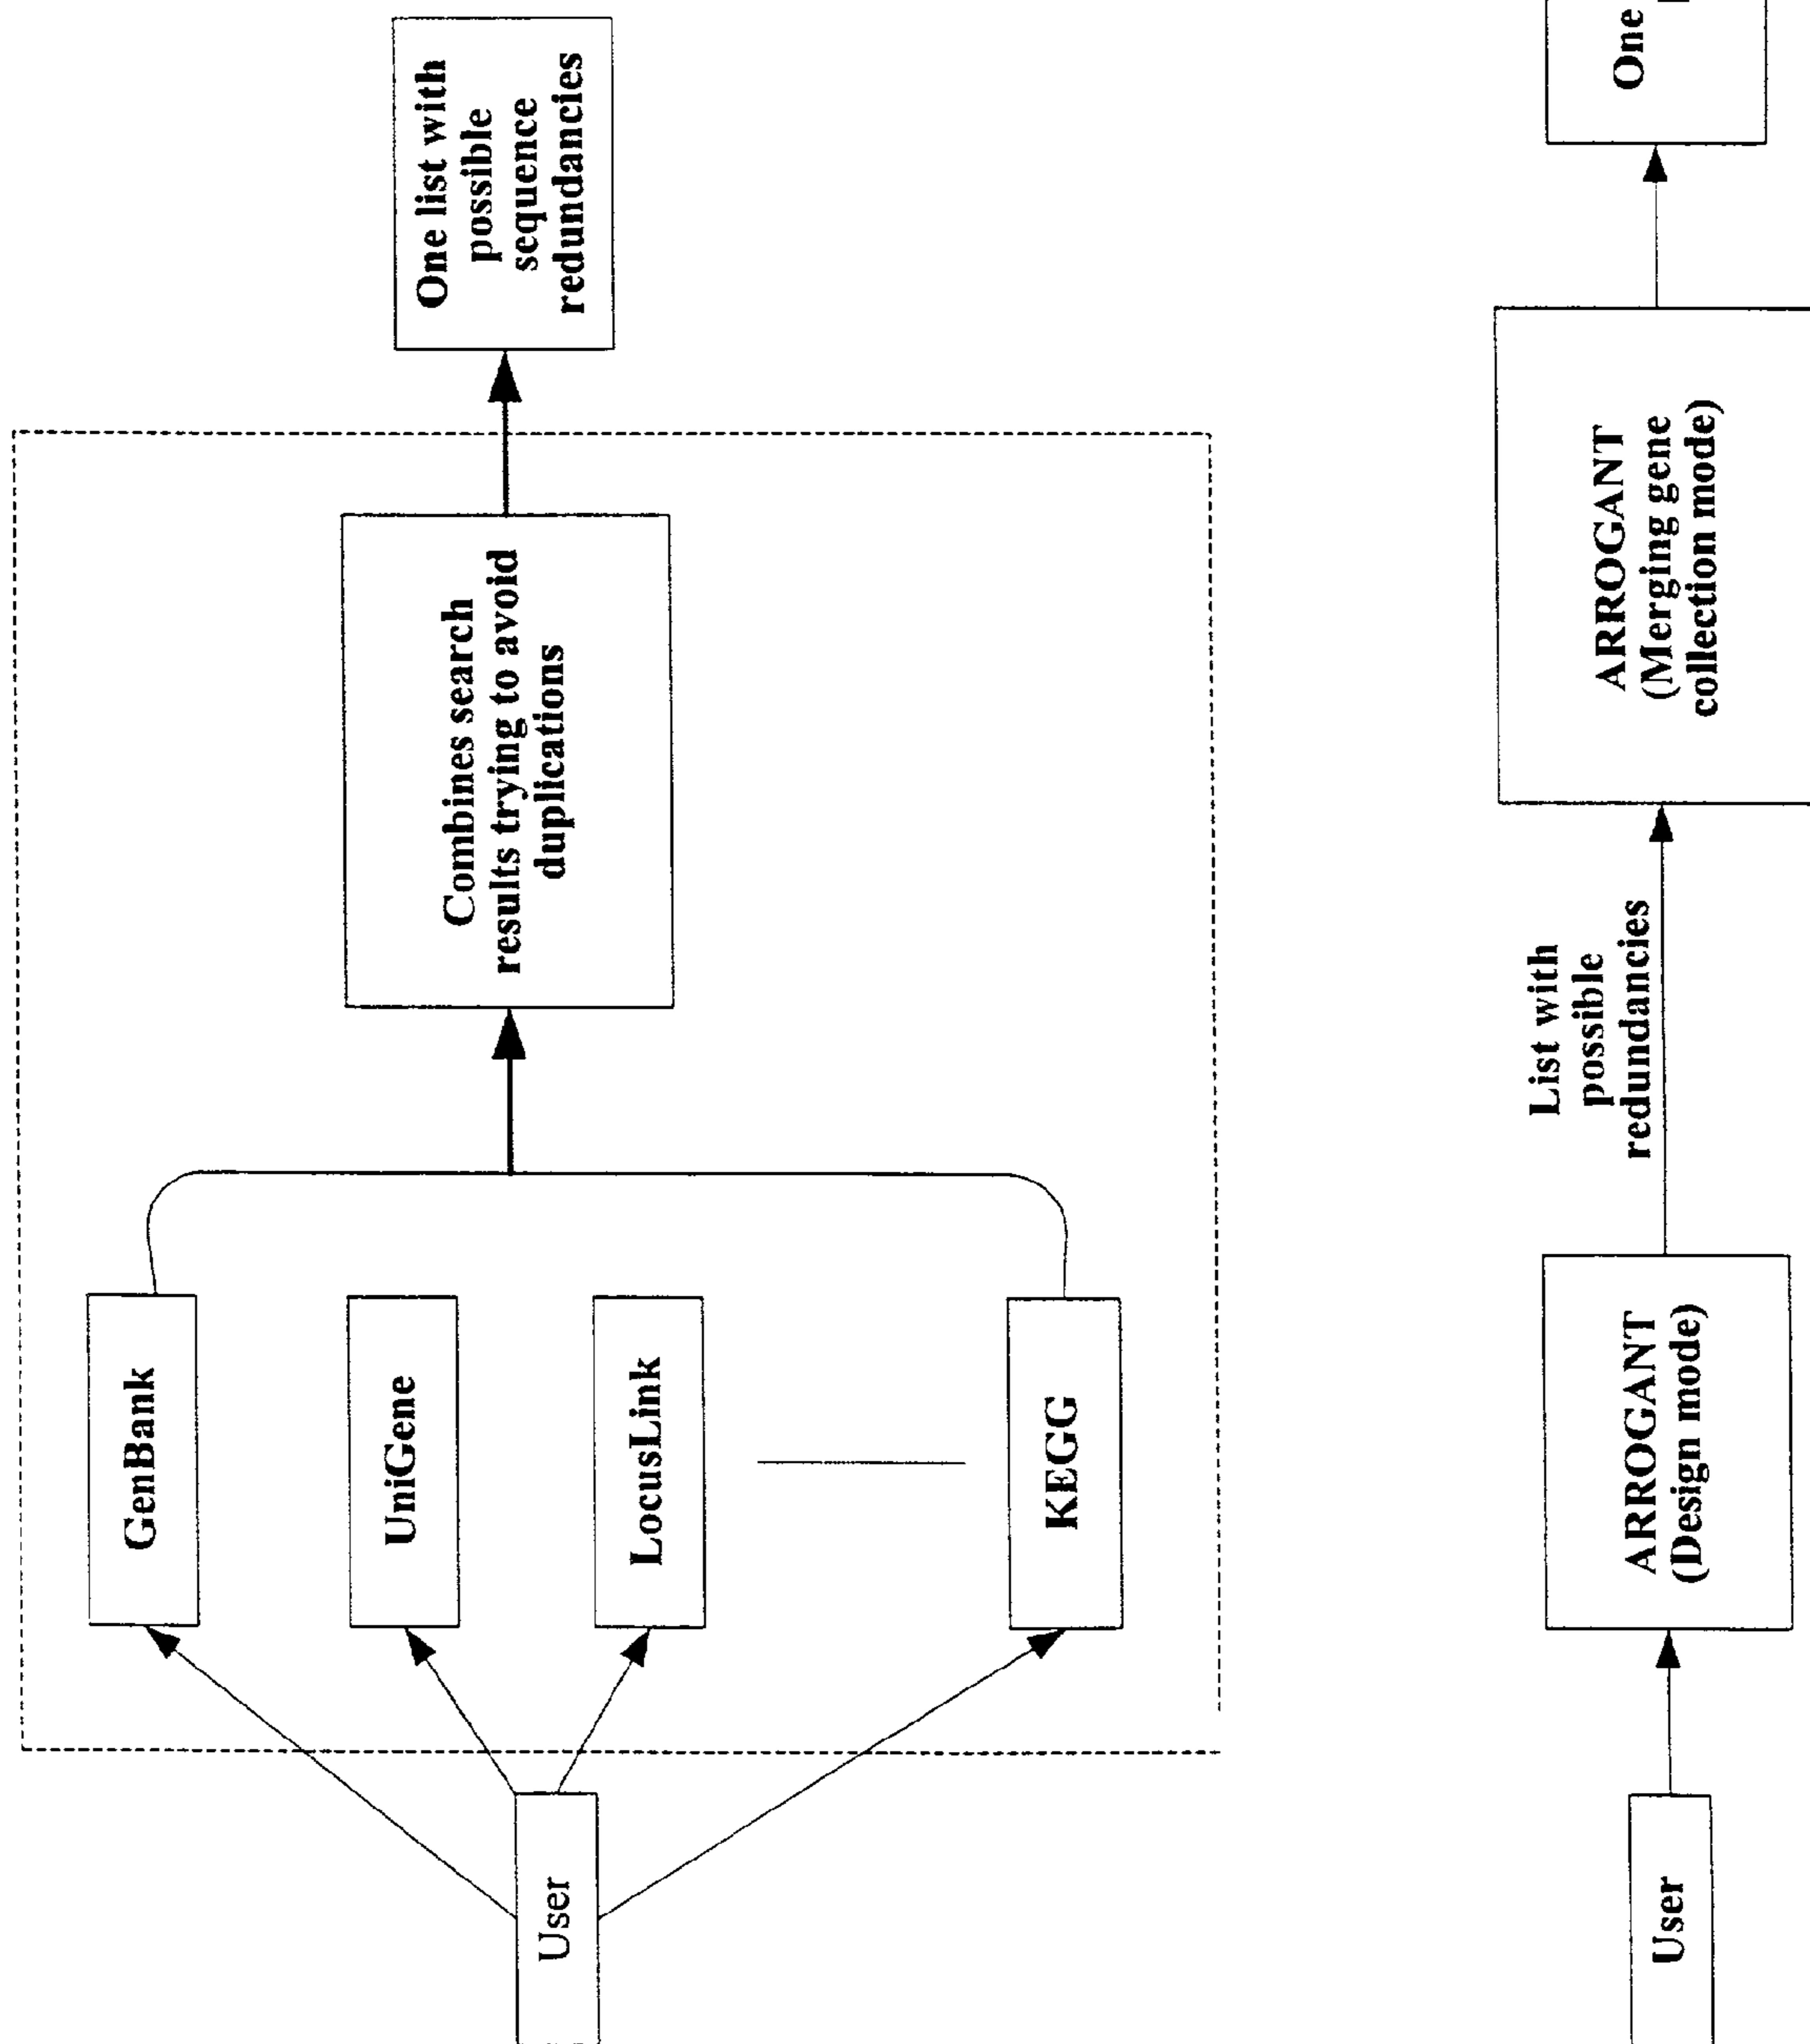 User
GenBank
UniGene
LocusLink
KEGG
Combines search
results trying to avoid
duplications
One list with
possible
sequence
redundancies
User
ARROGANT
(Design mode)
List with
possible
redundancies
ARROGANT
(Merging gene
collection mode)
One